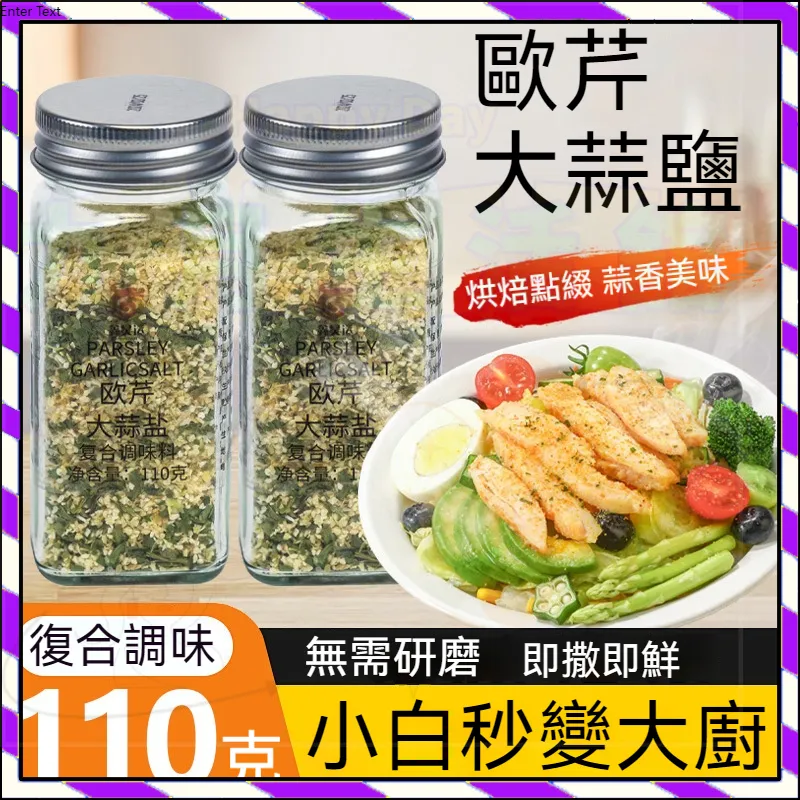 Enter Text
歐芹
大蒜鹽
烘焙點綴 蒜香美味
PARSLEY
GARLICSALT
欧芹
大蒜盐
复合调味料
净含量：110克
PARSLEY
GARLICSALT
欧芹
大蒜盐
复合调味
净含量：1
復合調味
110克
無需研磨 即撒即鮮
小白秒變大廚